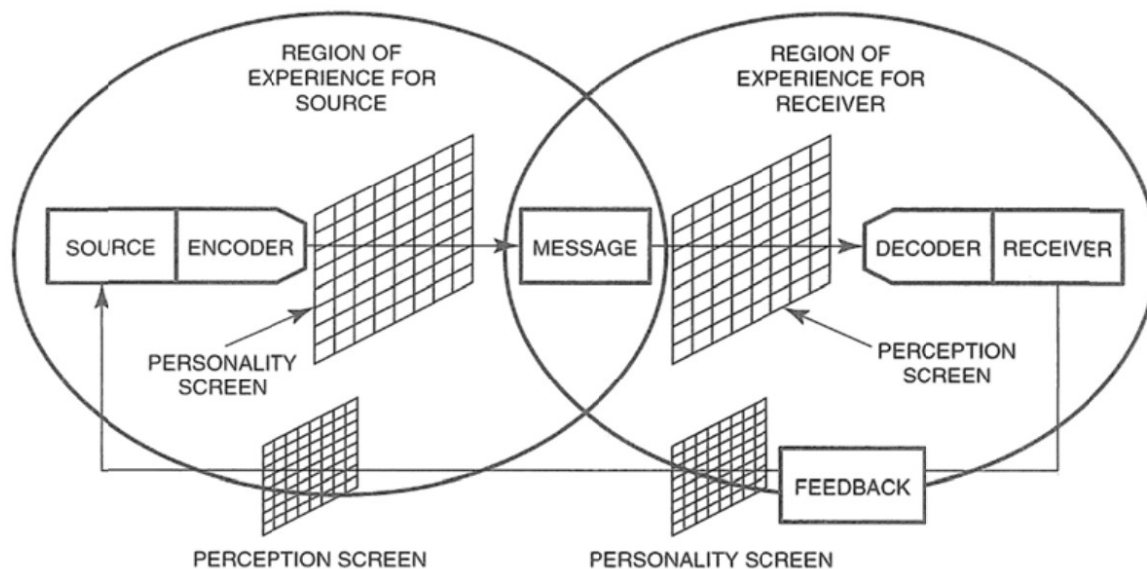 REGION OF
EXPERIENCE FOR
SOURCE
REGION OF
EXPERIENCE FOR
RECEIVER
SOURCE
ENCODER
MESSAGE
DECODER
RECEIVER
PERSONALITY
SCREEN
PERCEPTION
SCREEN
FEEDBACK
PERCEPTION SCREEN
PERSONALITY SCREEN